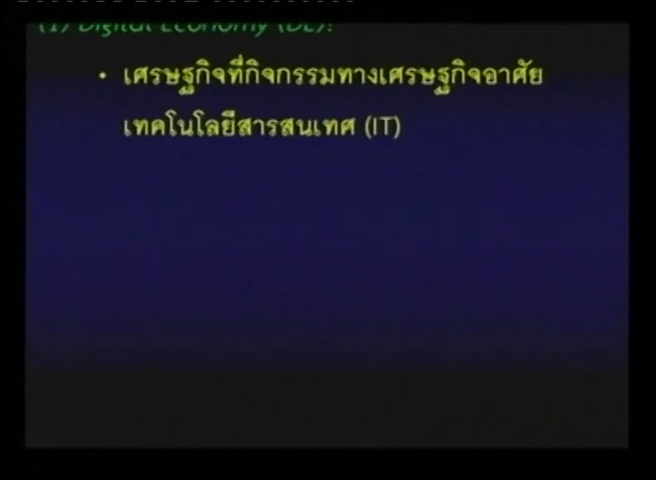 (1) Digital Economy (DE):
• เศรษฐกิจที่กิจกรรมทางเศรษฐกิจอาศัย
เทคโนโลยีสารสนเทศ (IT)